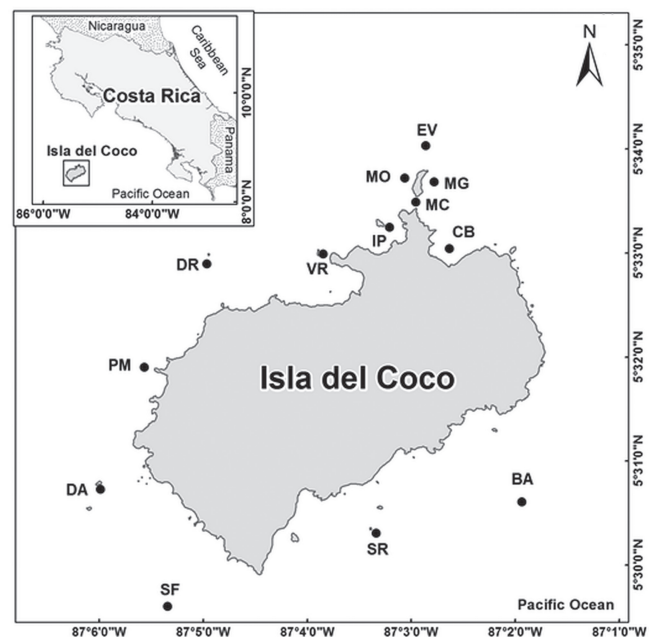 Nicaragua
Caribbean
Sea
Costa Rica
Panama
Isla del Coco
Pacific Ocean
10°0'0"N
8°0'0"N
86°0'0"W
84°0'0"W
N
5°35'0"N
5°34'0"N
5°33'0"N
5°32'0"N
5°31'0"N
5°30'0"N
EV
MO
MG
MC
IP
CB
DR
VR
PM
Isla del Coco
DA
BA
SR
SF
Pacific Ocean
87°6'0"W
87°50'0"W
87°4'0"W
87°3'0"W
87°2'0"W
87°1'0"W